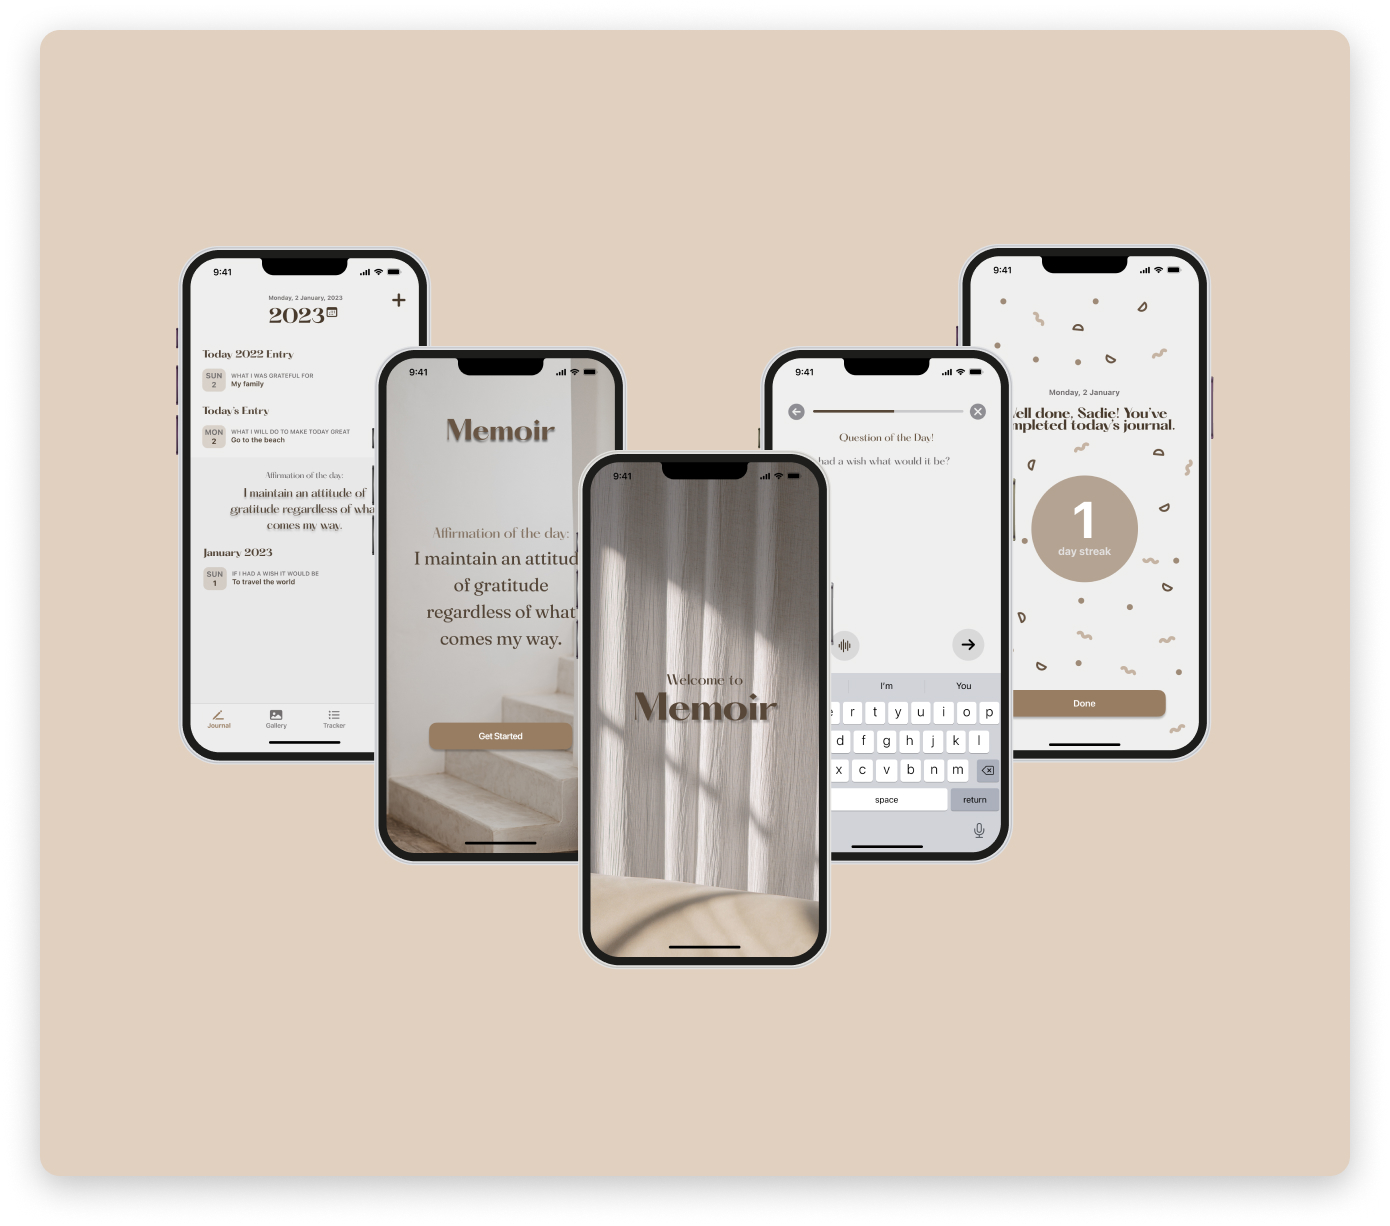 9:41
Monday, 2 January, 2023
2023
Today 2022 Entry
SUN
2
WHAT I WAS GRATEFUL FOR
My family
Today's Entry
MON
2
WHAT I WILL DO TO MAKE TODAY GREAT
Go to the beach
Affirmation of the day:
I maintain an attitude of
gratitude regardless of wha
comes my way.
January 2023
SUN
1
IF I HAD A WISH IT WOULD BE
To travel the world
Journal
Gallery
Tracker
9:41
Memoir
Affirmation of the day:
I maintain an attitud
of gratitude
regardless of what
comes my way.
Get Started
9:41
Welcome to
Memoir
9:41
Question of the Day!
had a wish what would it be?
I'm
You
e r t y u i o p
d f g h j k l
x c v b n m
space
return
9:41
Monday, 2 January
ell done, Sadie! You've
mpleted today's journal.
1
day streak
Done